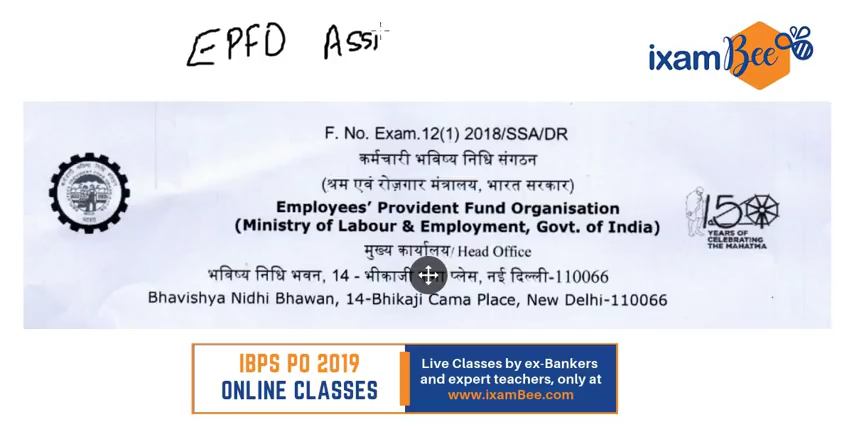 EPFO Assi
ixamBee
F. No. Exam.12(1) 2018/SSA/DR
कर्मचारी भविष्य निधि संगठन
(श्रम एवं रोज़गार मंत्रालय, भारत सरकार)
Employees' Provident Fund Organisation
(Ministry of Labour & Employment, Govt. of India)
मुख्य कार्यालय/ Head Office
भविष्य निधि भवन, 14 - भीकाजी प्लेस, नई दिल्ली-110066
Bhavishya Nidhi Bhawan, 14-Bhikaji Cama Place, New Delhi-110066
150
YEARS OF
CELEBRATING
THE MAHATMA
IBPS PO 2019
ONLINE CLASSES
Live Classes by ex-Bankers
and expert teachers, only at
www.ixamBee.com